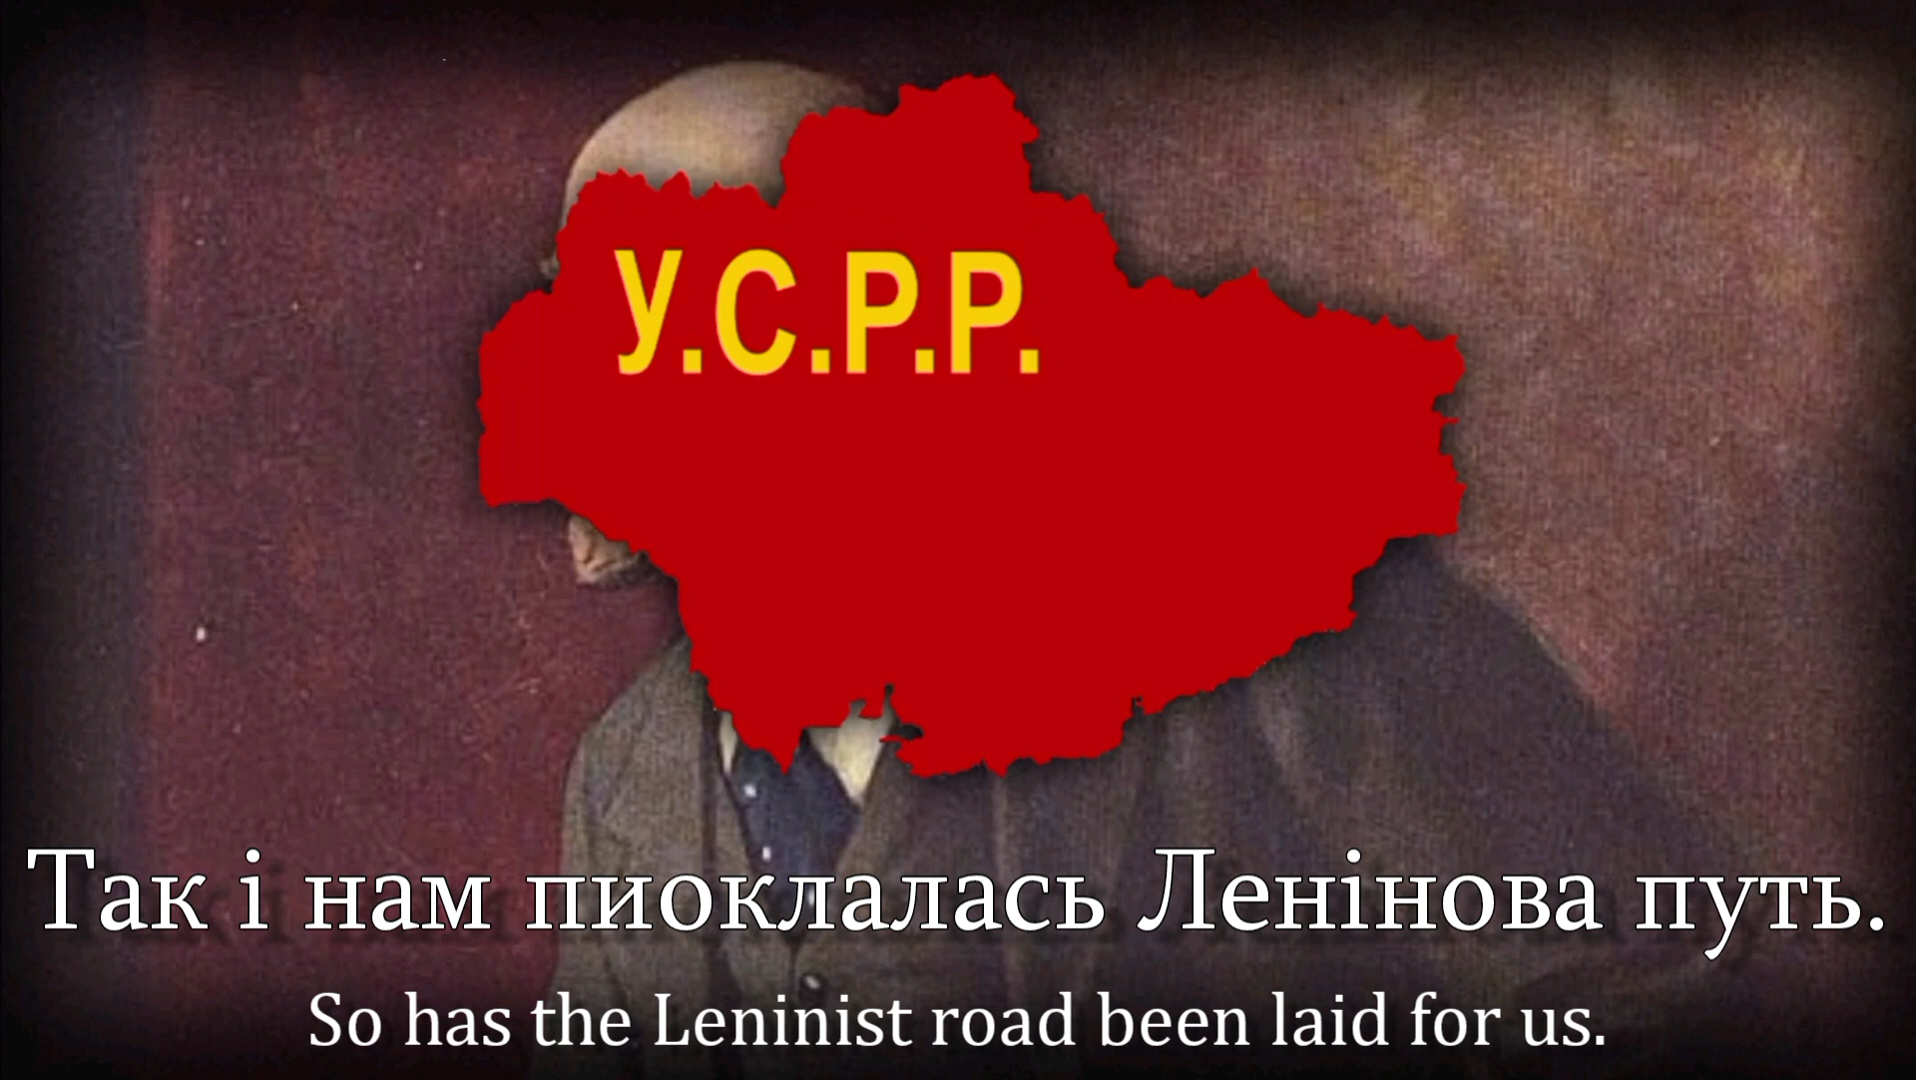 У.С.Р.Р.
Так і нам пиоклалась Ленінова путь.
So has the Leninist road been laid for us.